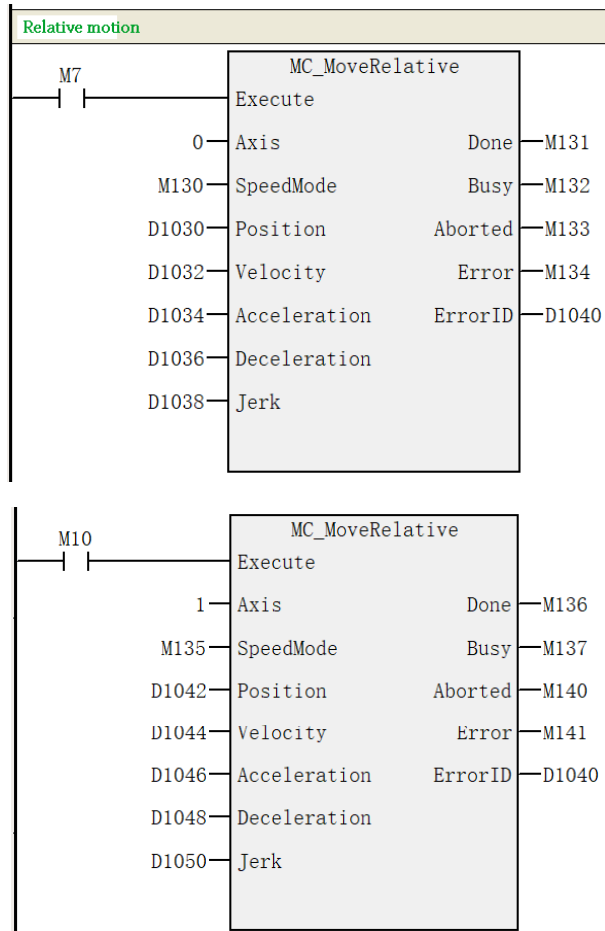 Relative motion
M7
MC_MoveRelative
Execute
0 Axis Done M131
M130 SpeedMode Busy M132
D1030 Position Aborted M133
D1032 Velocity Error M134
D1034 Acceleration ErrorID D1040
D1036 Deceleration
D1038 Jerk
M10
MC_MoveRelative
Execute
1 Axis Done M136
M135 SpeedMode Busy M137
D1042 Position Aborted M140
D1044 Velocity Error M141
D1046 Acceleration ErrorID D1040
D1048 Deceleration
D1050 Jerk